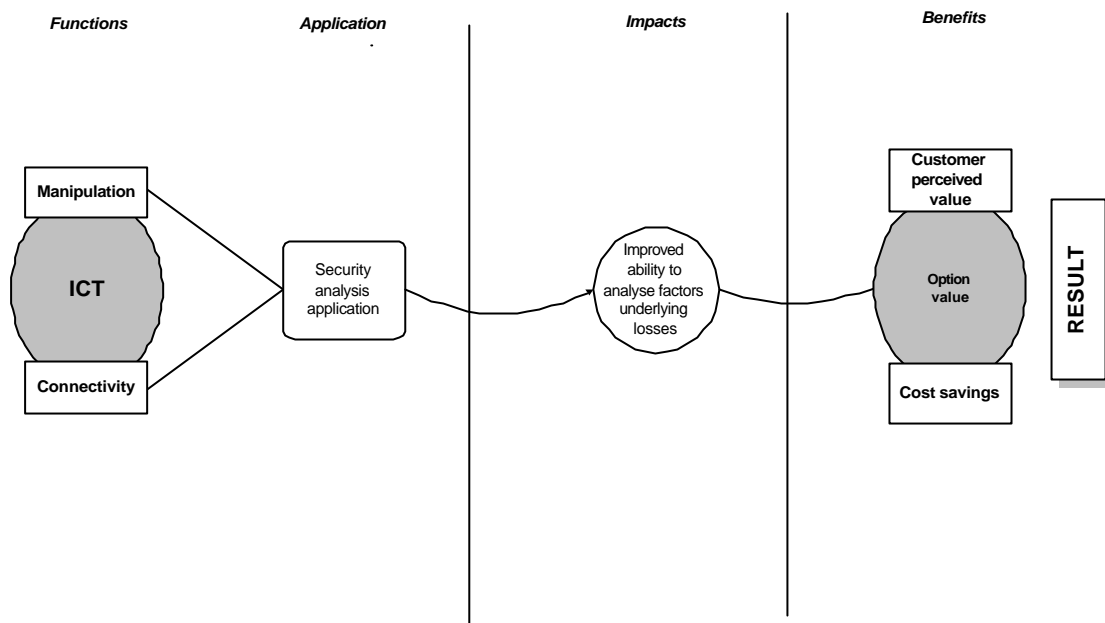 Functions
Application
Impacts
Benefits
.
Manipulation
ICT
Connectivity
Security
analysis
application
Improved
ability to
analyse factors
underlying
losses
Customer
perceived
value
Option
value
Cost savings
RESULT